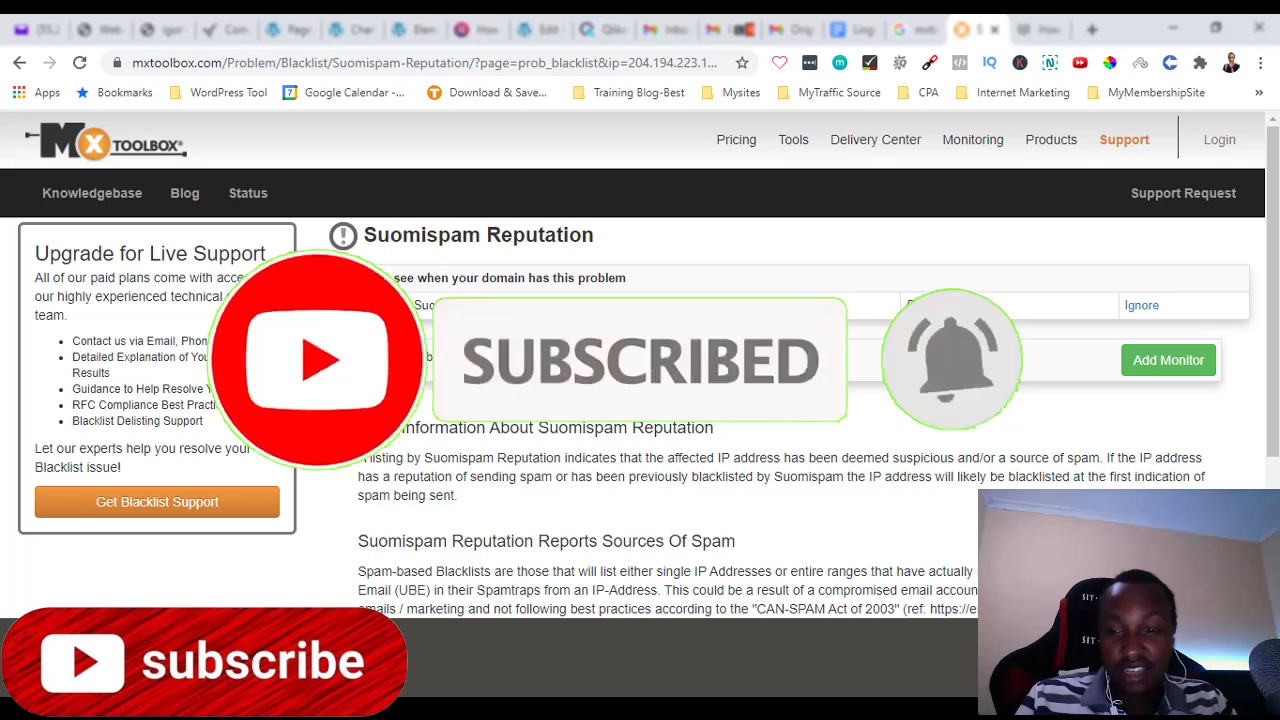 mxtoolbox.com/Problem/Blacklist/Suomispam-Reputation/?page=prob_blacklist&ip=204.194.223.1...
Apps Bookmarks WordPress Tool Google Calendar -... Download & Save... Training Blog-Best Mysites MyTraffic Source CPA Internet Marketing MyMembershipSite »
MX TOOLBOX®
Pricing Tools Delivery Center Monitoring Products Support Login
Knowledgebase Blog Status Support Request
Upgrade for Live Support
All of our paid plans come with
our highly experienced technical
team.
Contact us via Email,
Detailed Explanation of
Results
Guidance to Help Resolve
RFC Compliance Best
Blacklist Delisting Support
Let our experts help you resolve your
Blacklist issue!
Get Blacklist Support
Suomispam Reputation
see when your domain has this problem
Ignore
Add Monitor
SUBSCRIBED
Information About Suomispam Reputation
A listing by Suomispam Reputation indicates that the affected IP address has been deemed suspicious and/or a source of spam. If the IP address
has a reputation of sending spam or has been previously blacklisted by Suomispam the IP address will likely be blacklisted at the first indication of
spam being sent.
Suomispam Reputation Reports Sources Of Spam
Spam-based Blacklists are those that will list either single IP Addresses or entire ranges that have actually
Email (UBE) in their Spamtraps from an IP-Address. This could be a result of a compromised email
emails / marketing and not following best practices according to the "CAN-SPAM Act of 2003" (ref:
subscribe